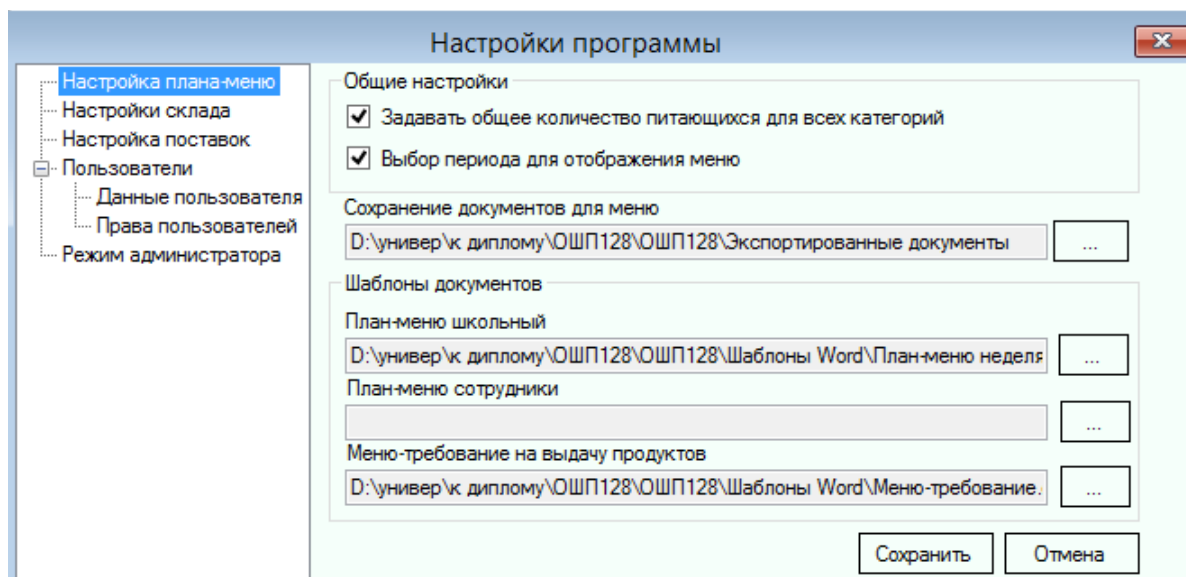 Настройки программы
Настройка плана-меню
Настройки склада
Настройка поставок
Пользователи
Данные пользователя
Права пользователей
Режим администратора
Общие настройки
Задавать общее количество питающихся для всех категорий
Выбор периода для отображения меню
Сохранение документов для меню
D:\универ\к диплому\ОШП128\ОШП128\Экспортированные документы
...
Шаблоны документов
План-меню школьный
D:\универ\к диплому\ОШП128\ОШП128\Шаблоны Word\План-меню неделя
...
План-меню сотрудники
...
Меню-требование на выдачу продуктов
D:\универ\к диплому\ОШП128\ОШП128\Шаблоны Word\Меню-требование.
...
Сохранить
Отмена